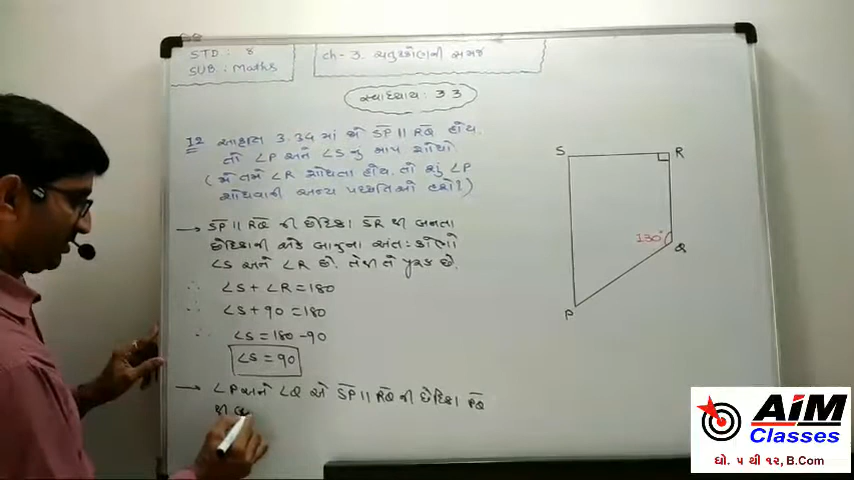 STD : 8
SUB : Maths
ch - 3. ચતુષ્કોણની સમજ
સ્વાધ્યાય : 3.3
12 આકૃતિ 3.34 માં જો SP || RQ હોય
તો ∠P અને ∠S નું માપ શોધો
( જો તમે ∠R શોધતા હોય, તો શું ∠P
શોધવાની અન્ય પદ્ધતિઓ હશે? )
→ SP || RQ ની છેદિકા SR થી બનતા
છેદિકાની એક બાજુના અંતઃકોણો
∠S અને ∠R છે. તેથી તે પૂરક છે.
∴ ∠S + ∠R = 180
∴ ∠S + 90 = 180
∴ ∠S = 180 - 90
∠S = 90
→ ∠P અને ∠Q એ SP || RQ ની છેદિકા PQ
થી
S
R
130°
Q
P
AiM
Classes
ધો. ૫ થી ૧૨, B.Com